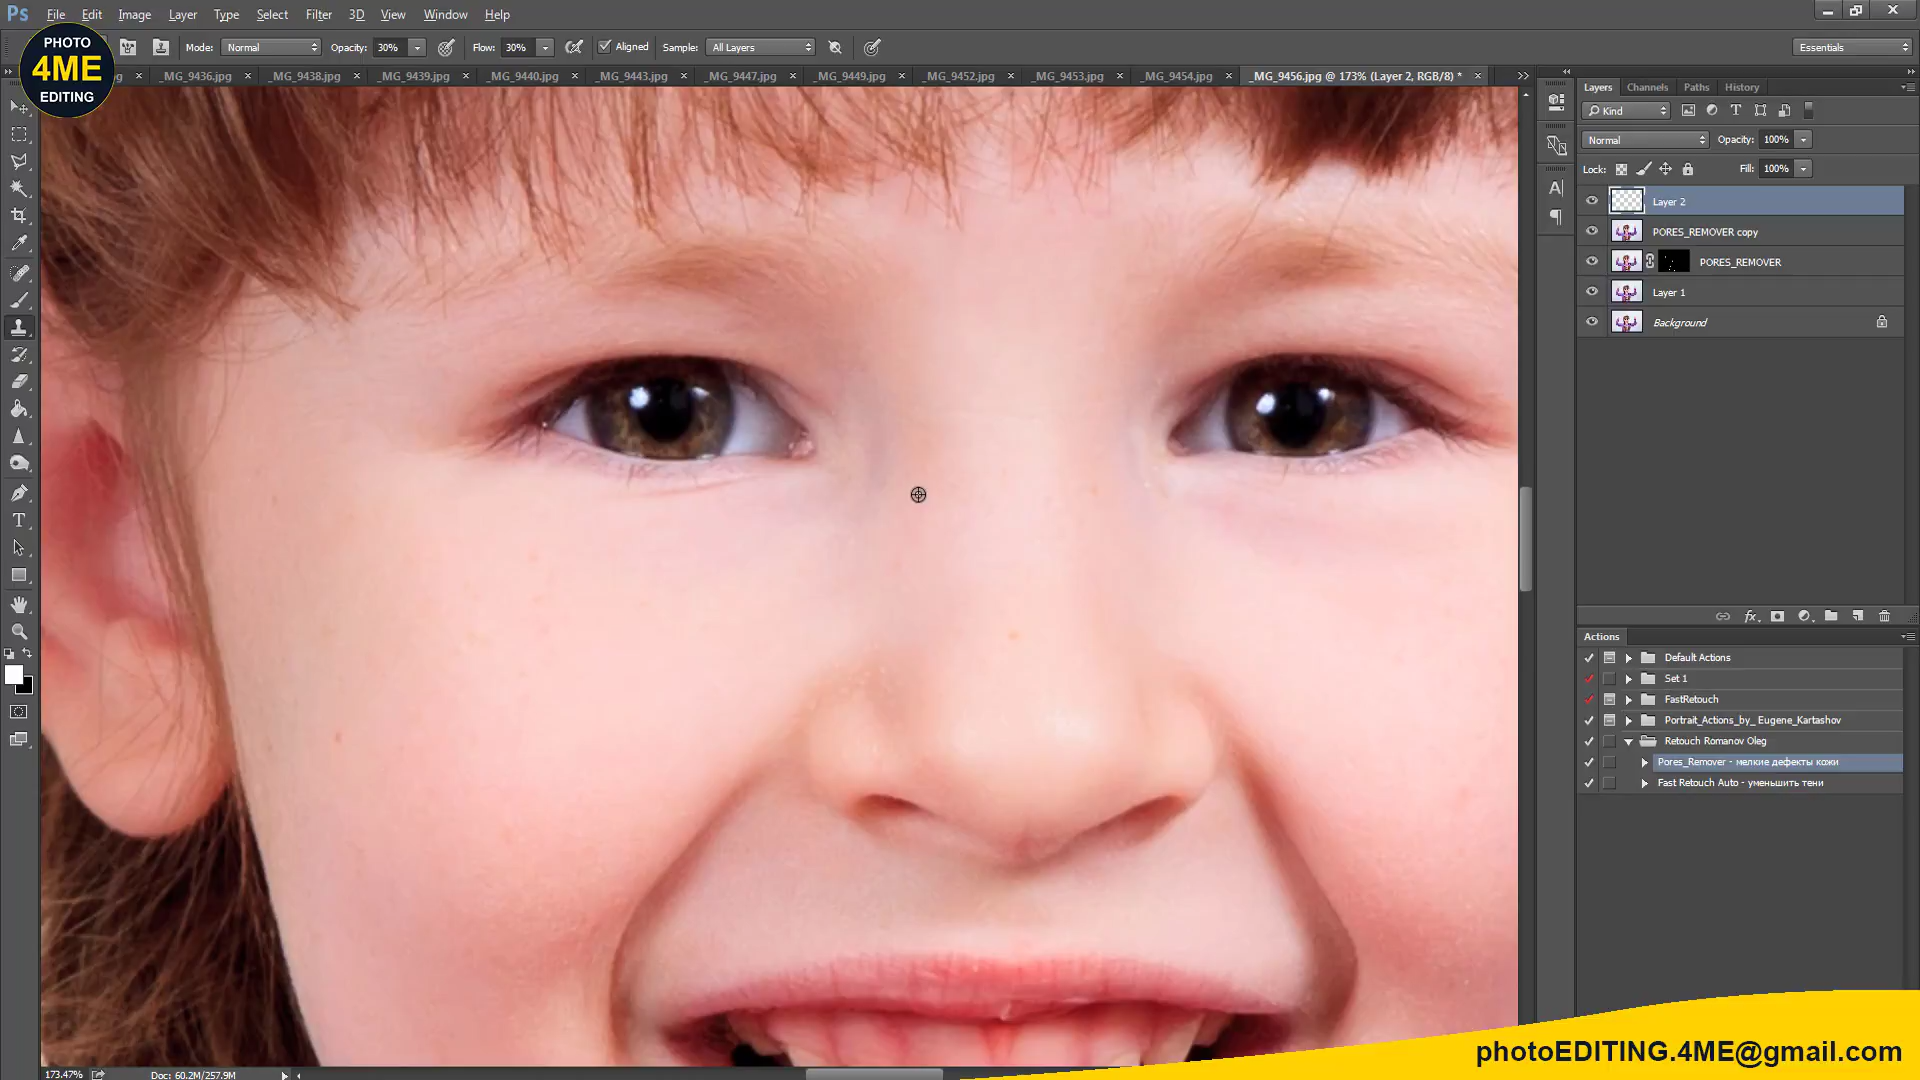 Ps File Edit Image Layer Type Select Filter 3D View Window Help
PHOTO
4ME
EDITING
Mode: Normal Opacity: 30% Flow: 30% Aligned Sample: All Layers Essentials
_MG_9436.jpg _MG_9438.jpg _MG_9439.jpg _MG_9440.jpg _MG_9443.jpg _MG_9447.jpg _MG_9449.jpg _MG_9452.jpg _MG_9453.jpg _MG_9454.jpg _MG_9456.jpg @ 173% (Layer 2, RGB/8) *
Layers Channels Paths History
Kind
Normal Opacity: 100%
Lock: Fill: 100%
Layer 2
PORES_REMOVER copy
PORES_REMOVER
Layer 1
Background
Actions
Default Actions
Set 1
FastRetouch
Portrait_Actions_by_ Eugene_Kartashov
Retouch Romanov Oleg
Pores_Remover - мелкие дефекты кожи
Fast Retouch Auto - уменьшить тени
photoEDITING.4ME@gmail.com
173.47% Doc: 60.2M/257.9M